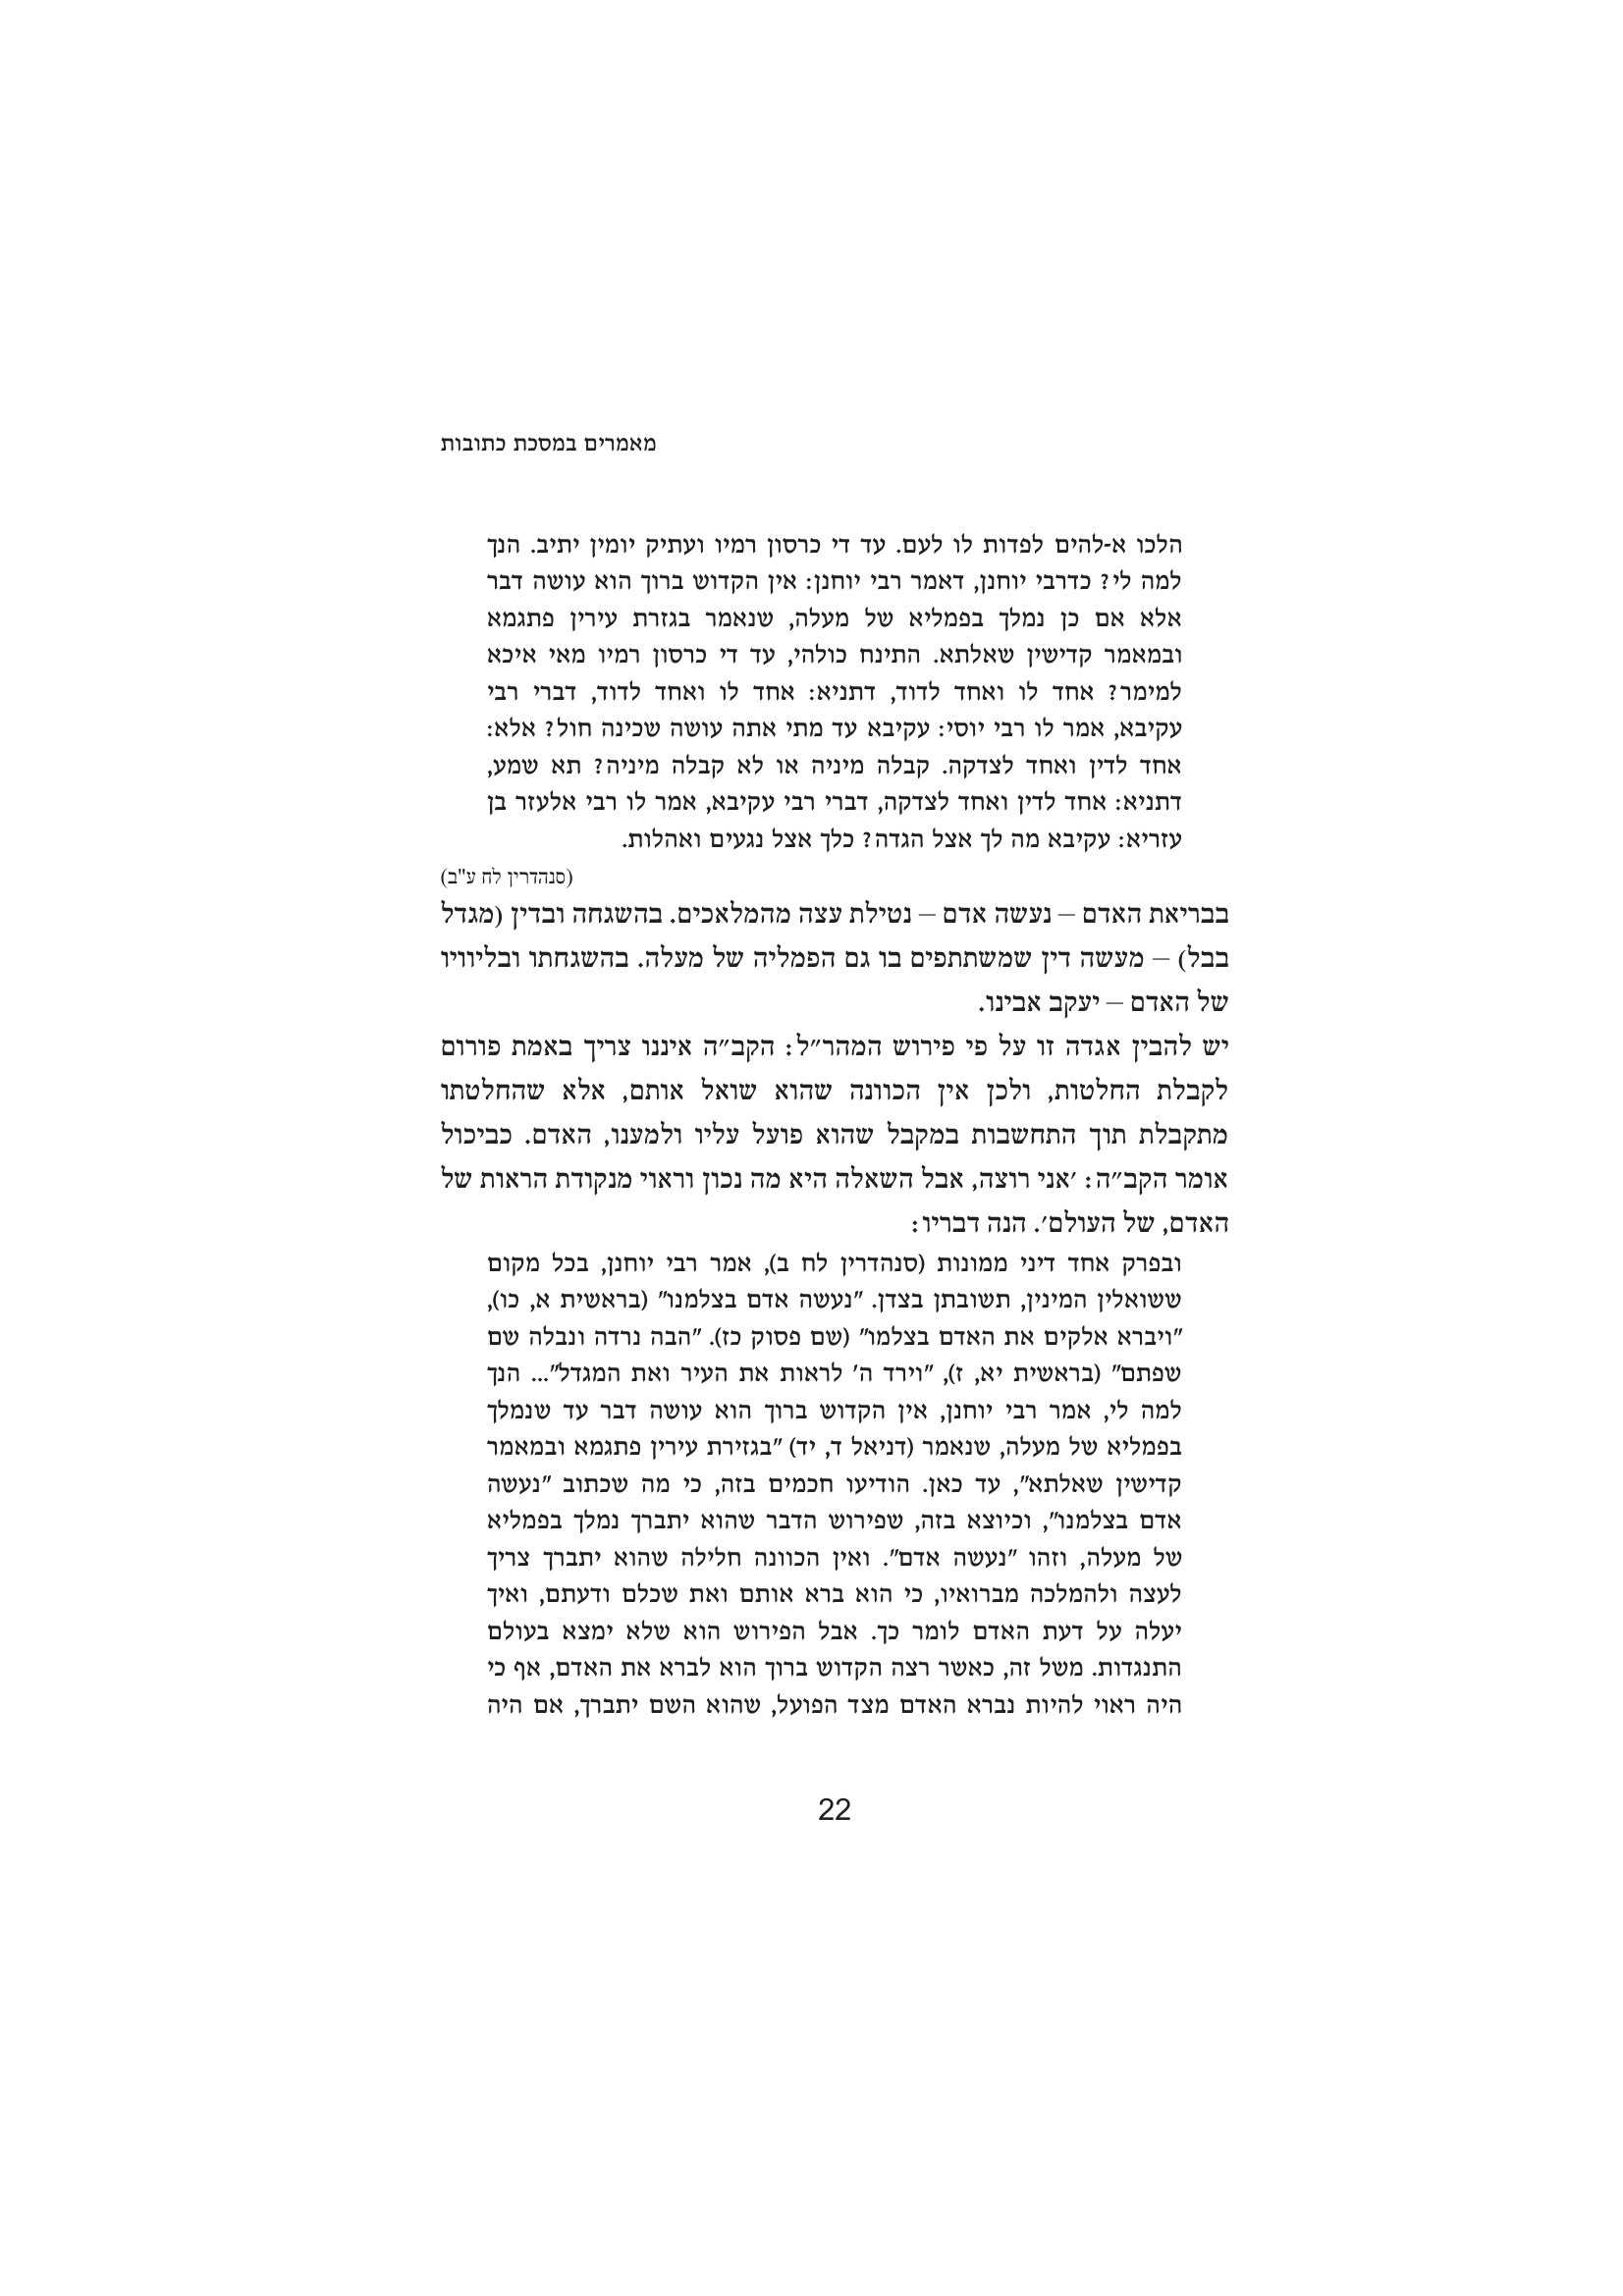 מאמרים במסכת כתובות
הלכו א-להים לפדות לו לעם. עד די כרסון רמיו ועתיק יומין יתיב. הנך
למה לי? כדרבי יוחנן, דאמר רבי יוחנן: אין הקדוש ברוך הוא עושה דבר
אלא אם כן נמלך בפמליא של מעלה, שנאמר בגזרת עירין פתגמא
ובמאמר קדישין שאלתא. התינח כולהי, עד די כרסון רמיו מאי איכא
למימר? אחד לו ואחד לדוד, דתניא: אחד לו ואחד לדוד, דברי רבי
עקיבא, אמר לו רבי יוסי: עקיבא עד מתי אתה עושה שכינה חול? אלא:
אחד לדין ואחד לצדקה. קבלה מיניה או לא קבלה מיניה? תא שמע,
דתניא: אחד לדין ואחד לצדקה, דברי רבי עקיבא, אמר לו רבי אלעזר בן
עזריא: עקיבא מה לך אצל הגדה? כלך אצל נגעים ואהלות.
(סנהדרין לח ע"ב)
בבריאת האדם – נעשה אדם – נטילת עצה מהמלאכים. בהשגחה ובדין (מגדל
בבל) – מעשה דין שמשתתפים בו גם הפמליה של מעלה. בהשגחתו ובליוויו
של האדם – יעקב אבינו.
יש להבין אגדה זו על פי פירוש המהר״ל: הקב״ה איננו צריך באמת פורום
לקבלת החלטות, ולכן אין הכוונה שהוא שואל אותם, אלא שהחלטתו
מתקבלת תוך התחשבות במקבל שהוא פועל עליו ולמענו, האדם. כביכול
אומר הקב״ה: ׳אני רוצה, אבל השאלה היא מה נכון וראוי מנקודת הראות של
האדם, של העולם׳. הנה דבריו:
ובפרק אחד דיני ממונות (סנהדרין לח ב), אמר רבי יוחנן, בכל מקום
ששואלין המינין, תשובתן בצדן. ״נעשה אדם בצלמנו״ (בראשית א, כו),
״ויברא אלקים את האדם בצלמו״ (שם פסוק כז). ״הבה נרדה ונבלה שם
שפתם״ (בראשית יא, ז), ״וירד ה׳ לראות את העיר ואת המגדל״... הנך
למה לי, אמר רבי יוחנן, אין הקדוש ברוך הוא עושה דבר עד שנמלך
בפמליא של מעלה, שנאמר (דניאל ד, יד) ״בגזירת עירין פתגמא ובמאמר
קדישין שאלתא״, עד כאן. הודיעו חכמים בזה, כי מה שכתוב ״נעשה
אדם בצלמנו״, וכיוצא בזה, שפירוש הדבר שהוא יתברך נמלך בפמליא
של מעלה, וזהו ״נעשה אדם״. ואין הכוונה חלילה שהוא יתברך צריך
לעצה ולהמלכה מברואיו, כי הוא ברא אותם ואת שכלם ודעתם, ואיך
יעלה על דעת האדם לומר כך. אבל הפירוש הוא שלא ימצא בעולם
התנגדות. משל זה, כאשר רצה הקדוש ברוך הוא לברא את האדם, אף כי
היה ראוי להיות נברא האדם מצד הפועל, שהוא השם יתברך, אם היה
22